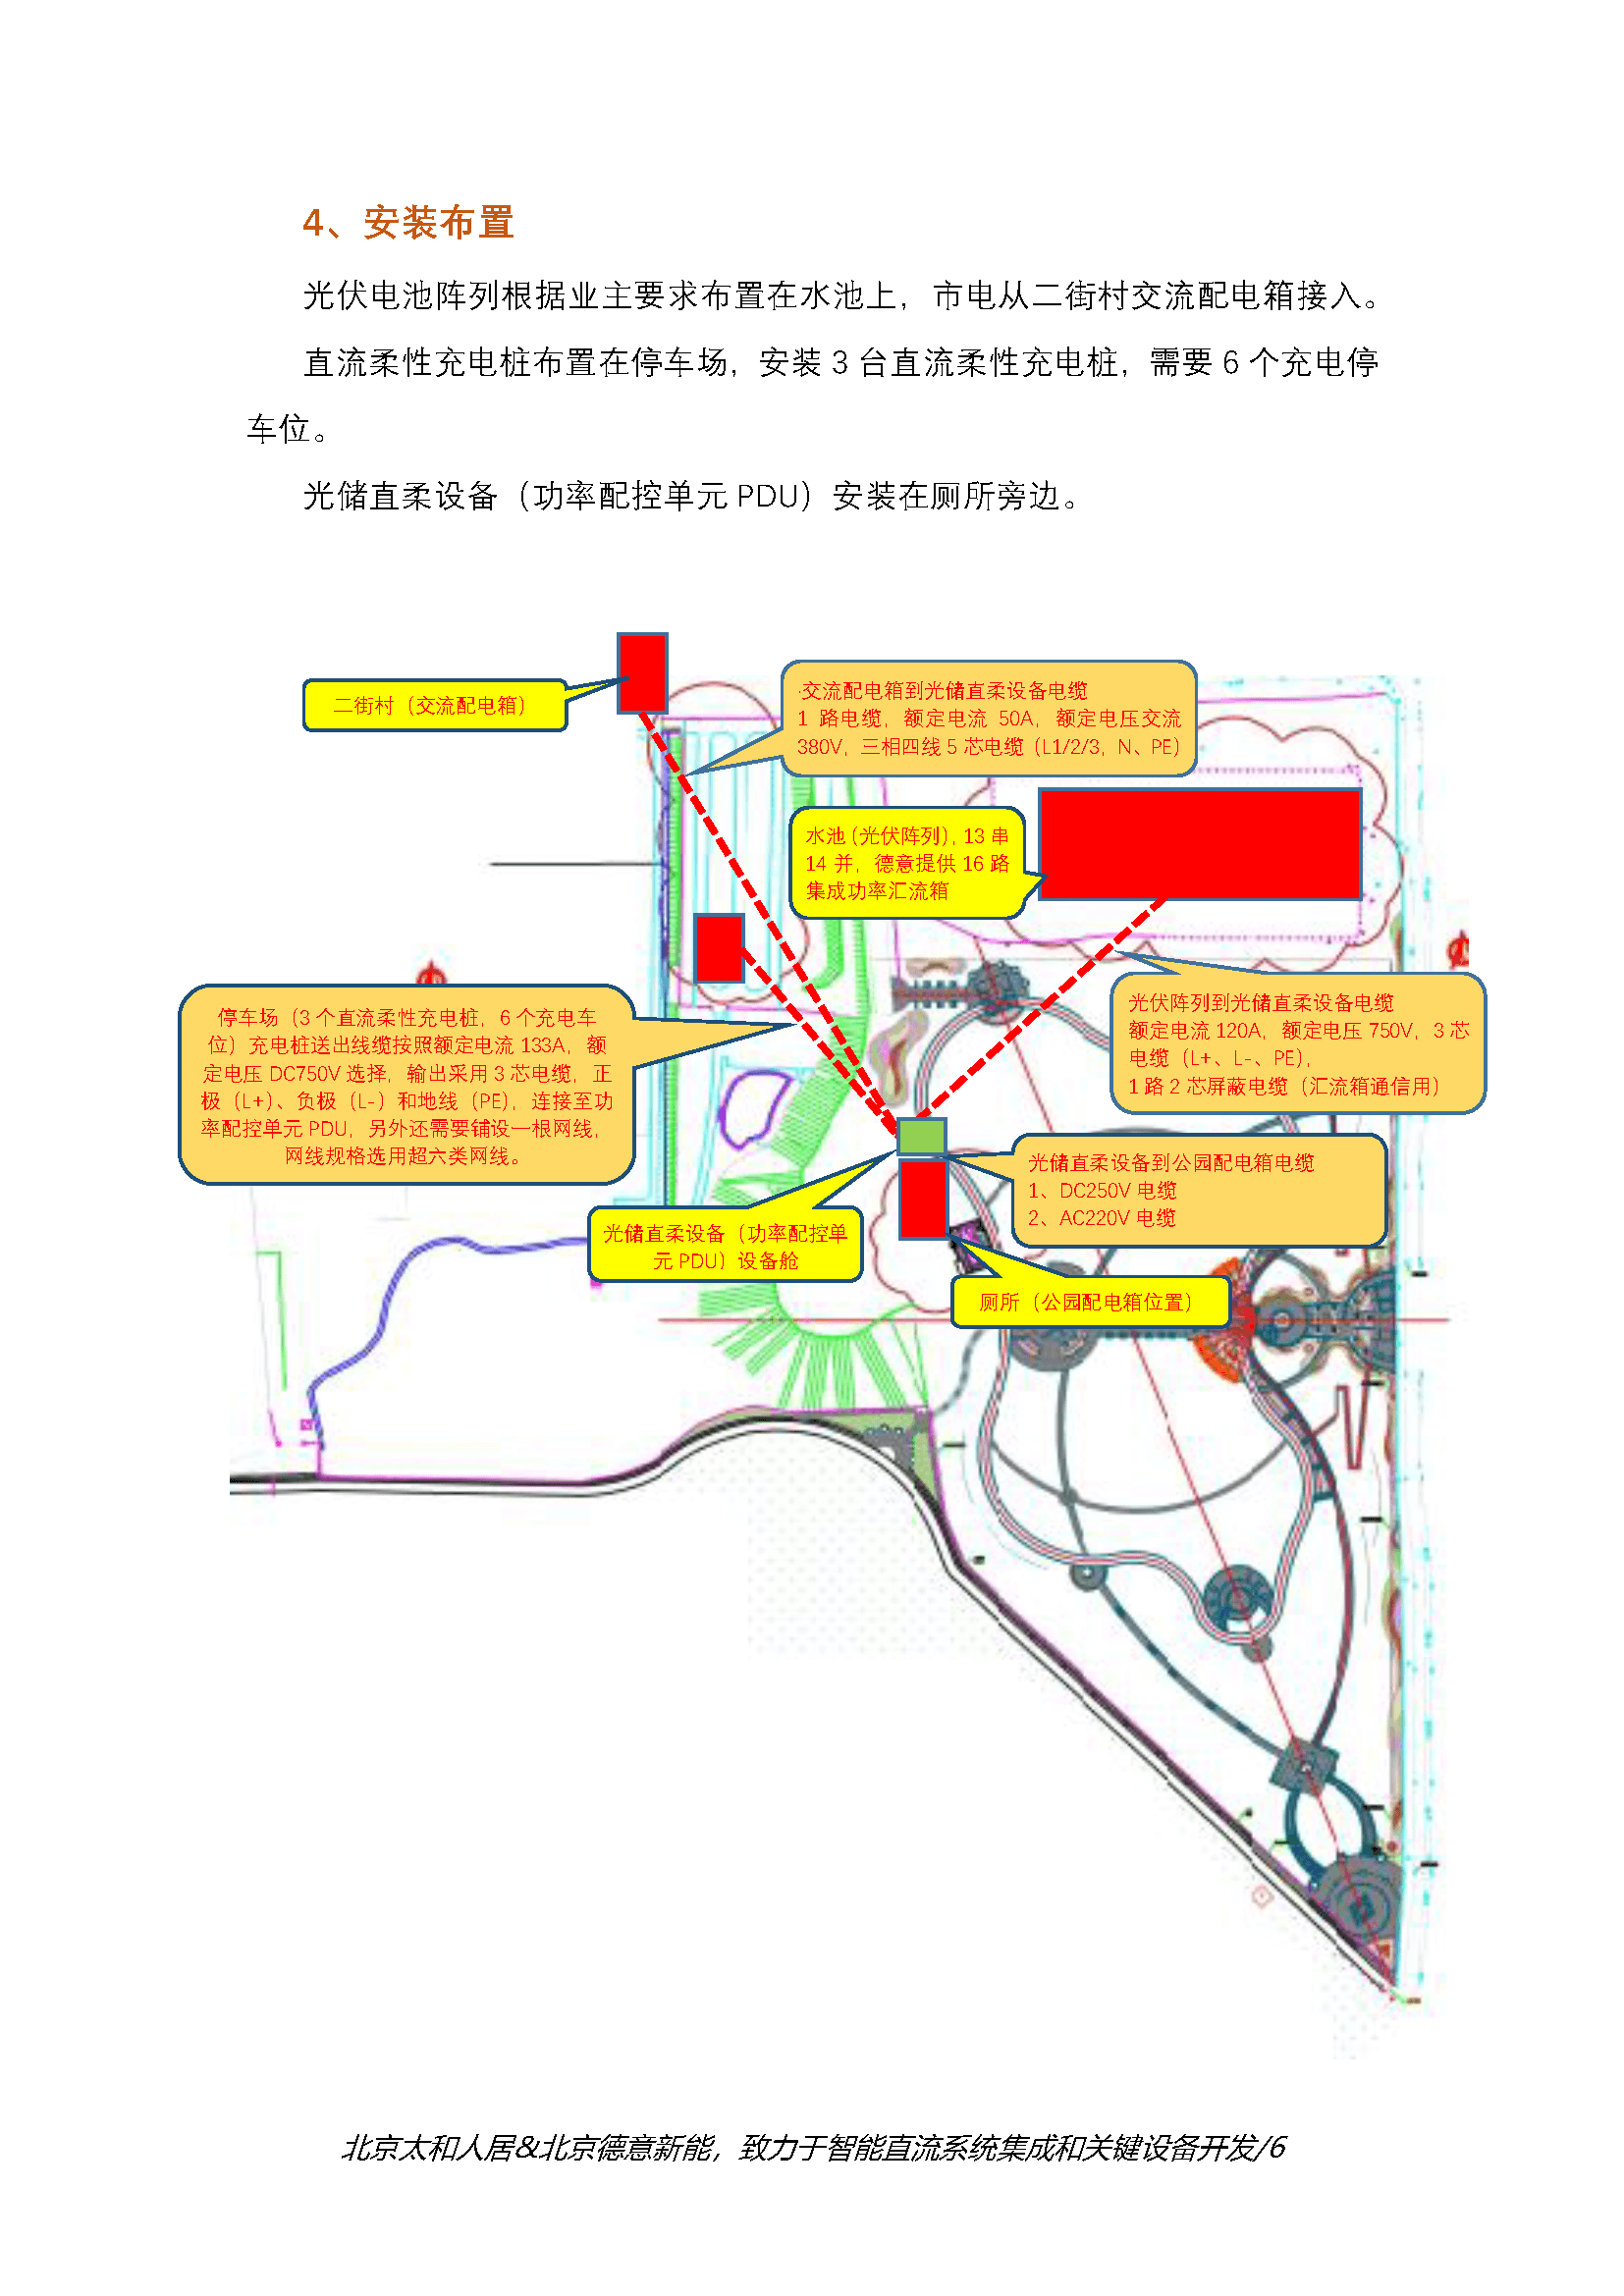 4、安装布置
光伏电池阵列根据业主要求布置在水池上，市电从二街村交流配电箱接入。
直流柔性充电桩布置在停车场，安装 3 台直流柔性充电桩，需要 6 个充电停
车位。
光储直柔设备（功率配控单元 PDU）安装在厕所旁边。
二街村（交流配电箱）
交流配电箱到光储直柔设备电缆
1 路电缆，额定电流 50A，额定电压交流
380V，三相四线 5 芯电缆（L1/2/3，N、PE）
水池（光伏阵列），13 串
14 并，德意提供 16 路
集成功率汇流箱
停车场（3 个直流柔性充电桩，6 个充电车
位）充电桩送出线缆按照额定电流 133A，额
定电压 DC750V 选择，输出采用 3 芯电缆，正
极（L+）、负极（L-）和地线（PE），连接至功
率配控单元 PDU，另外还需要铺设一根网线，
网线规格选用超六类网线。
光伏阵列到光储直柔设备电缆
额定电流 120A，额定电压 750V，3 芯
电缆（L+、L-、PE），
1 路 2 芯屏蔽电缆（汇流箱通信用）
光储直柔设备到公园配电箱电缆
1、DC250V 电缆
2、AC220V 电缆
光储直柔设备（功率配控单
元 PDU）设备舱
厕所（公园配电箱位置）
北京太和人居&北京德意新能，致力于智能直流系统集成和关键设备开发/6